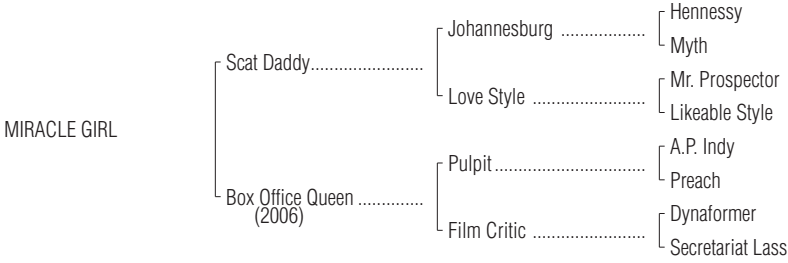 Hennessy
Johannesburg ...................
Myth
Scat Daddy........................
Mr. Prospector
Love Style .........................
Likeable Style
MIRACLE GIRL
A.P. Indy
Pulpit.................................
Preach
Box Office Queen ..............
(2006)
Dynaformer
Film Critic .........................
Secretariat Lass